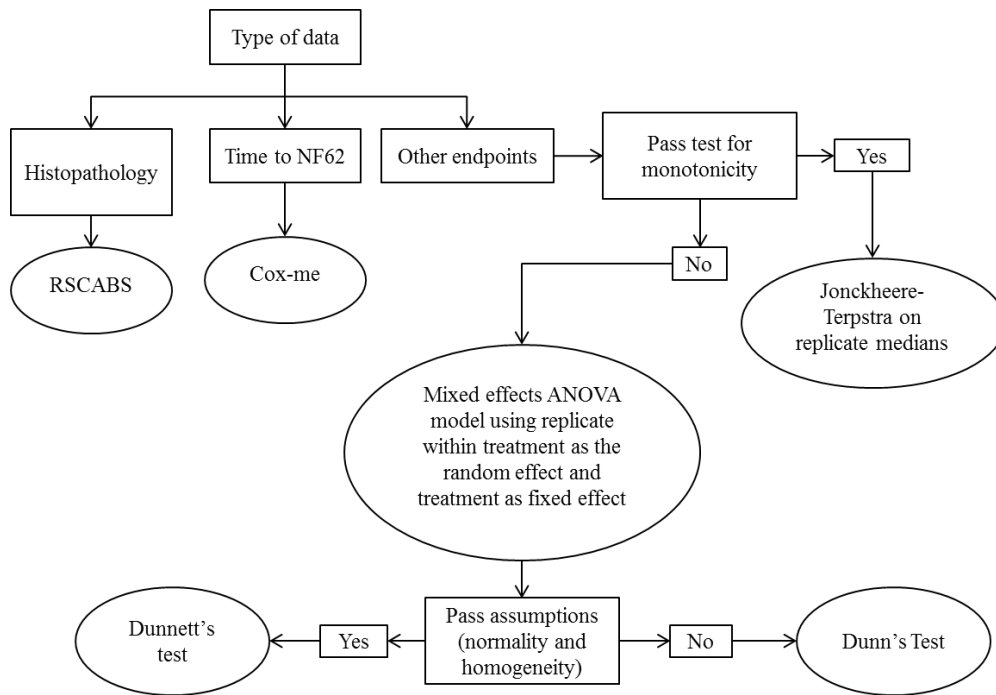 Type of data
Histopathology
Time to NF62
Other endpoints
Pass test for
monotonicity
Yes
No
RSCABS
Cox-me
Jonckheere-
Terpstra on
replicate medians
Mixed effects ANOVA
model using replicate
within treatment as the
random effect and
treatment as fixed effect
Dunnett’s
test
Yes
Pass assumptions
(normality and
homogeneity)
No
Dunn’s Test